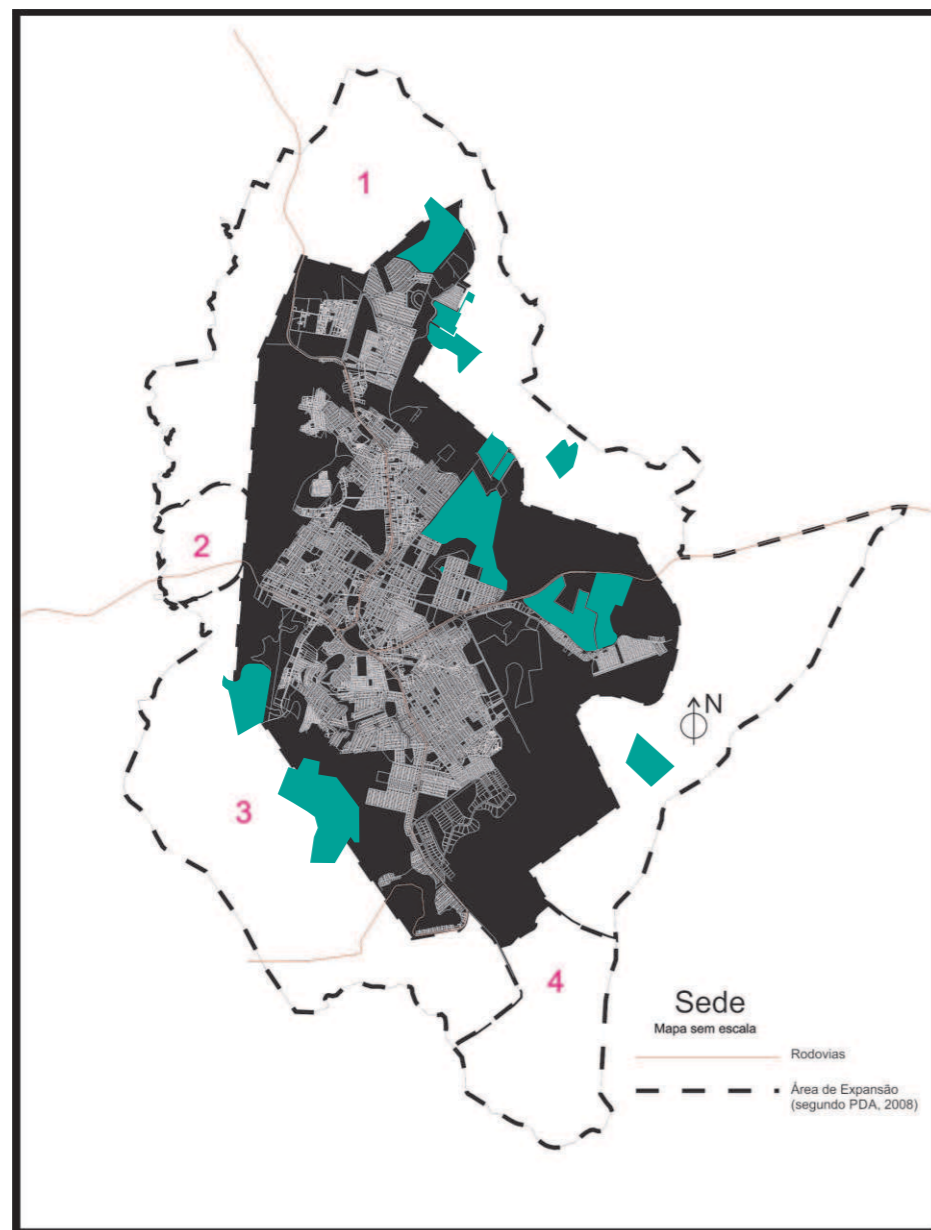 1
2
N
3
4
Sede
Mapa sem escala
Rodovias
Área de Expansão
(segundo PDA, 2008)